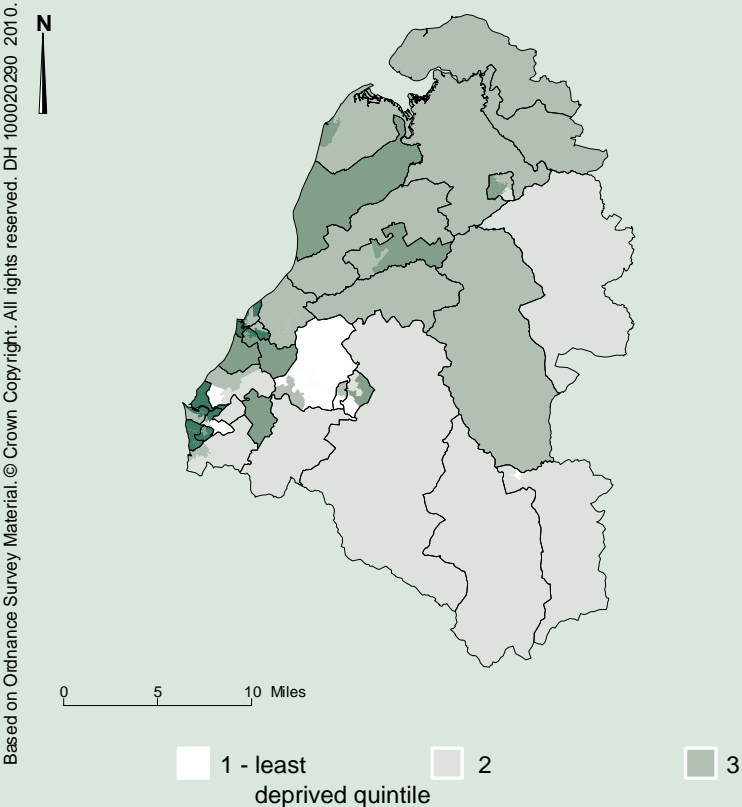 Based on Ordnance Survey Material. © Crown Copyright. All rights reserved. DH 100020290 2010.
N
0 5 10 Miles
1 - least 2 3
deprived quintile